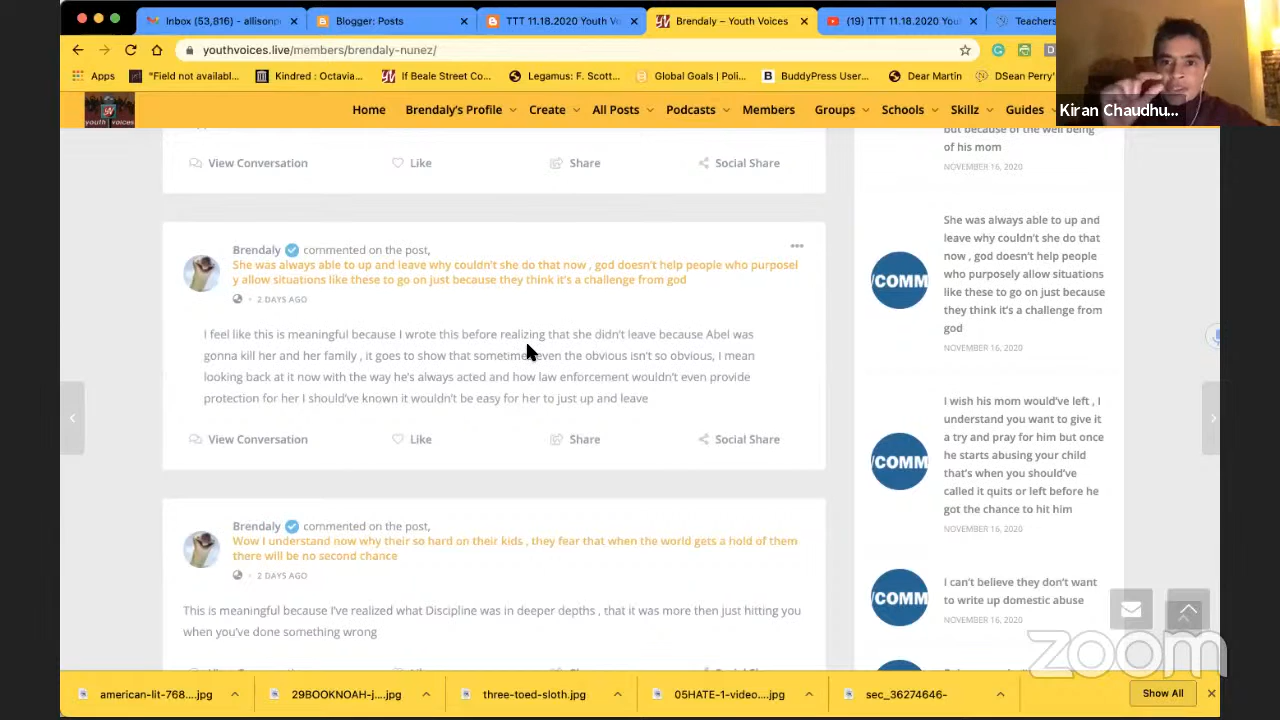 Inbox (53,816) - allisonp
Blogger: Posts
TTT 11.18.2020 Youth V
Brendaly – Youth Voices
(19) TTT 11.18.2020 Youth
Teachers
youthvoices.live/members/brendaly-nunez/
Apps
"Field not availabl...
Kindred : Octavia...
If Beale Street Co...
Legamus: F. Scott...
Global Goals | Poli...
BuddyPress User...
Dear Martin
DSean Perry'
Kiran Chaudhu...
youth voices
Home
Brendaly's Profile
Create
All Posts
Podcasts
Members
Groups
Schools
Skillz
Guides
View Conversation
Like
Share
Social Share
Brendaly commented on the post,
She was always able to up and leave why couldn't she do that now , god doesn't help people who purposel
y allow situations like these to go on just because they think it's a challenge from god
2 DAYS AGO
I feel like this is meaningful because I wrote this before realizing that she didn't leave because Abel was
gonna kill her and her family , it goes to show that sometime even the obvious isn't so obvious, I mean
looking back at it now with the way he's always acted and how law enforcement wouldn't even provide
protection for her I should've known it wouldn't be easy for her to just up and leave
View Conversation
Like
Share
Social Share
Brendaly commented on the post,
Wow I understand now why their so hard on their kids , they fear that when the world gets a hold of them
there will be no second chance
2 DAYS AGO
This is meaningful because I've realized what Discipline was in deeper depths , that it was more then just hitting you
when you've done something wrong
but because of the well being
of his mom
NOVEMBER 16, 2020
/COMM
She was always able to up and
leave why couldn't she do that
now , god doesn't help people
who purposely allow situations
like these to go on just because
they think it's a challenge from
god
NOVEMBER 16, 2020
/COMM
I wish his mom would've left , I
understand you want to give it
a try and pray for him but once
he starts abusing your child
that's when you should've
called it quits or left before he
got the chance to hit him
NOVEMBER 16, 2020
/COMM
I can't believe they don't want
to write up domestic abuse
NOVEMBER 16, 2020
zoom
american-lit-768....jpg
29BOOKNOAH-j....jpg
three-toed-sloth.jpg
05HATE-1-video....jpg
sec_36274646-
Show All